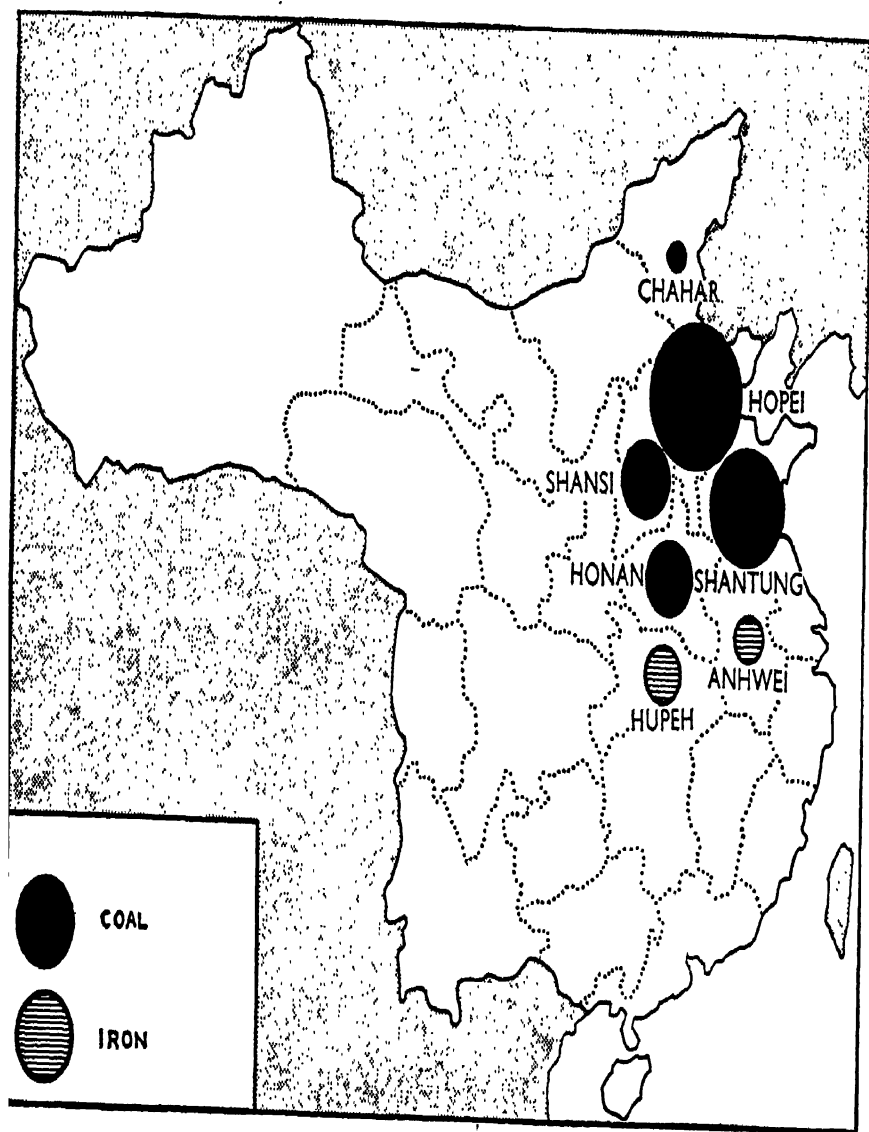 CHAHAR
HOPEI
SHANSI
HONAN
SHANTUNG
ANHWEI
HUPEH
COAL
IRON